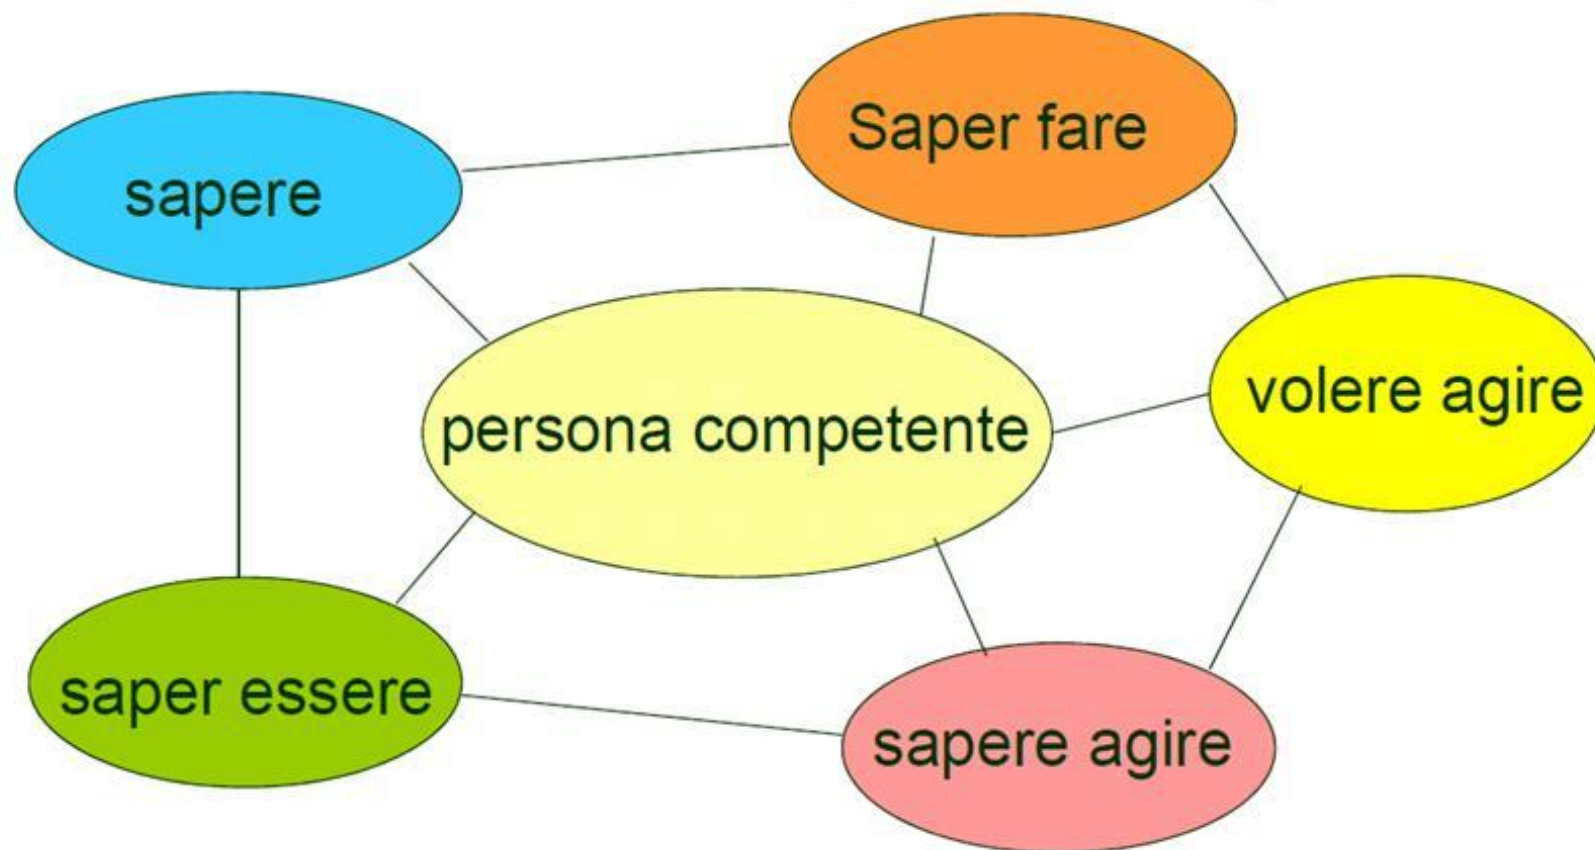 Saper fare
sapere
volere agire
persona competente
saper essere
sapere agire